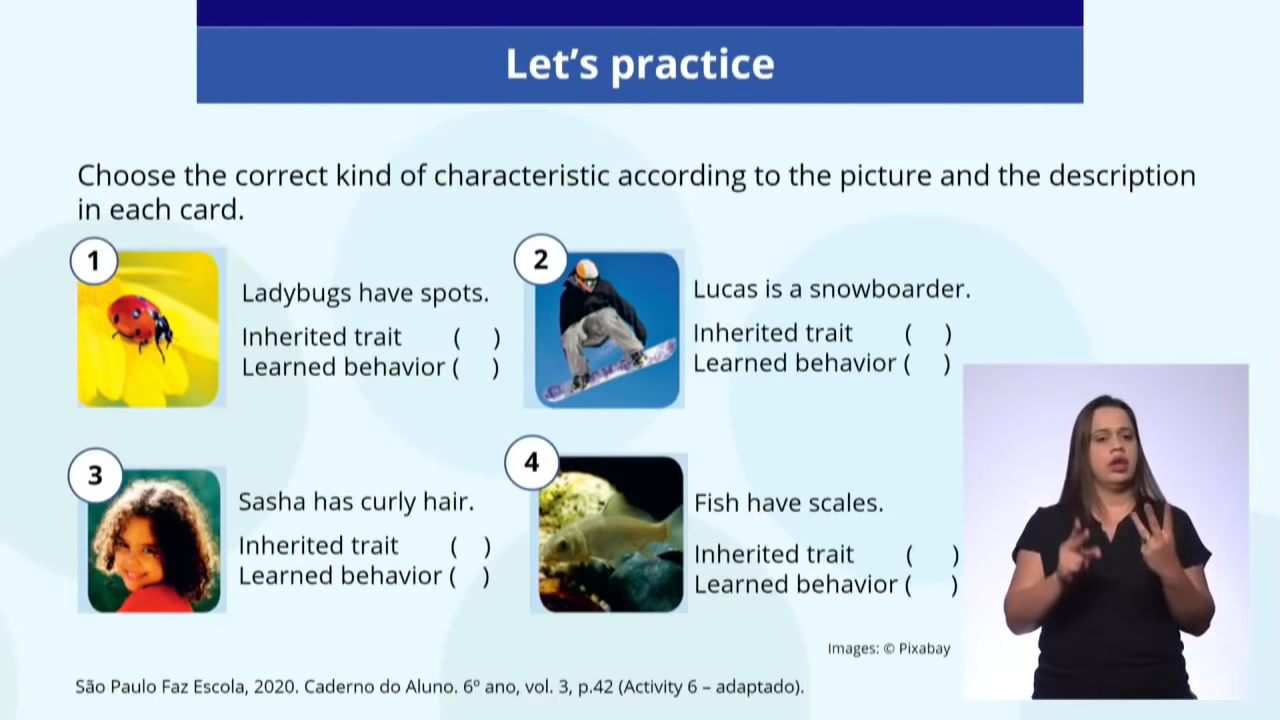 Let's practice
Choose the correct kind of characteristic according to the picture and the description
in each card.
1
Ladybugs have spots.
Inherited trait ( )
Learned behavior ( )
2
Lucas is a snowboarder.
Inherited trait ( )
Learned behavior ( )
3
Sasha has curly hair.
Inherited trait ( )
Learned behavior ( )
4
Fish have scales.
Inherited trait ( )
Learned behavior ( )
Images: © Pixabay
São Paulo Faz Escola, 2020. Caderno do Aluno. 6º ano, vol. 3, p.42 (Activity 6 – adaptado).